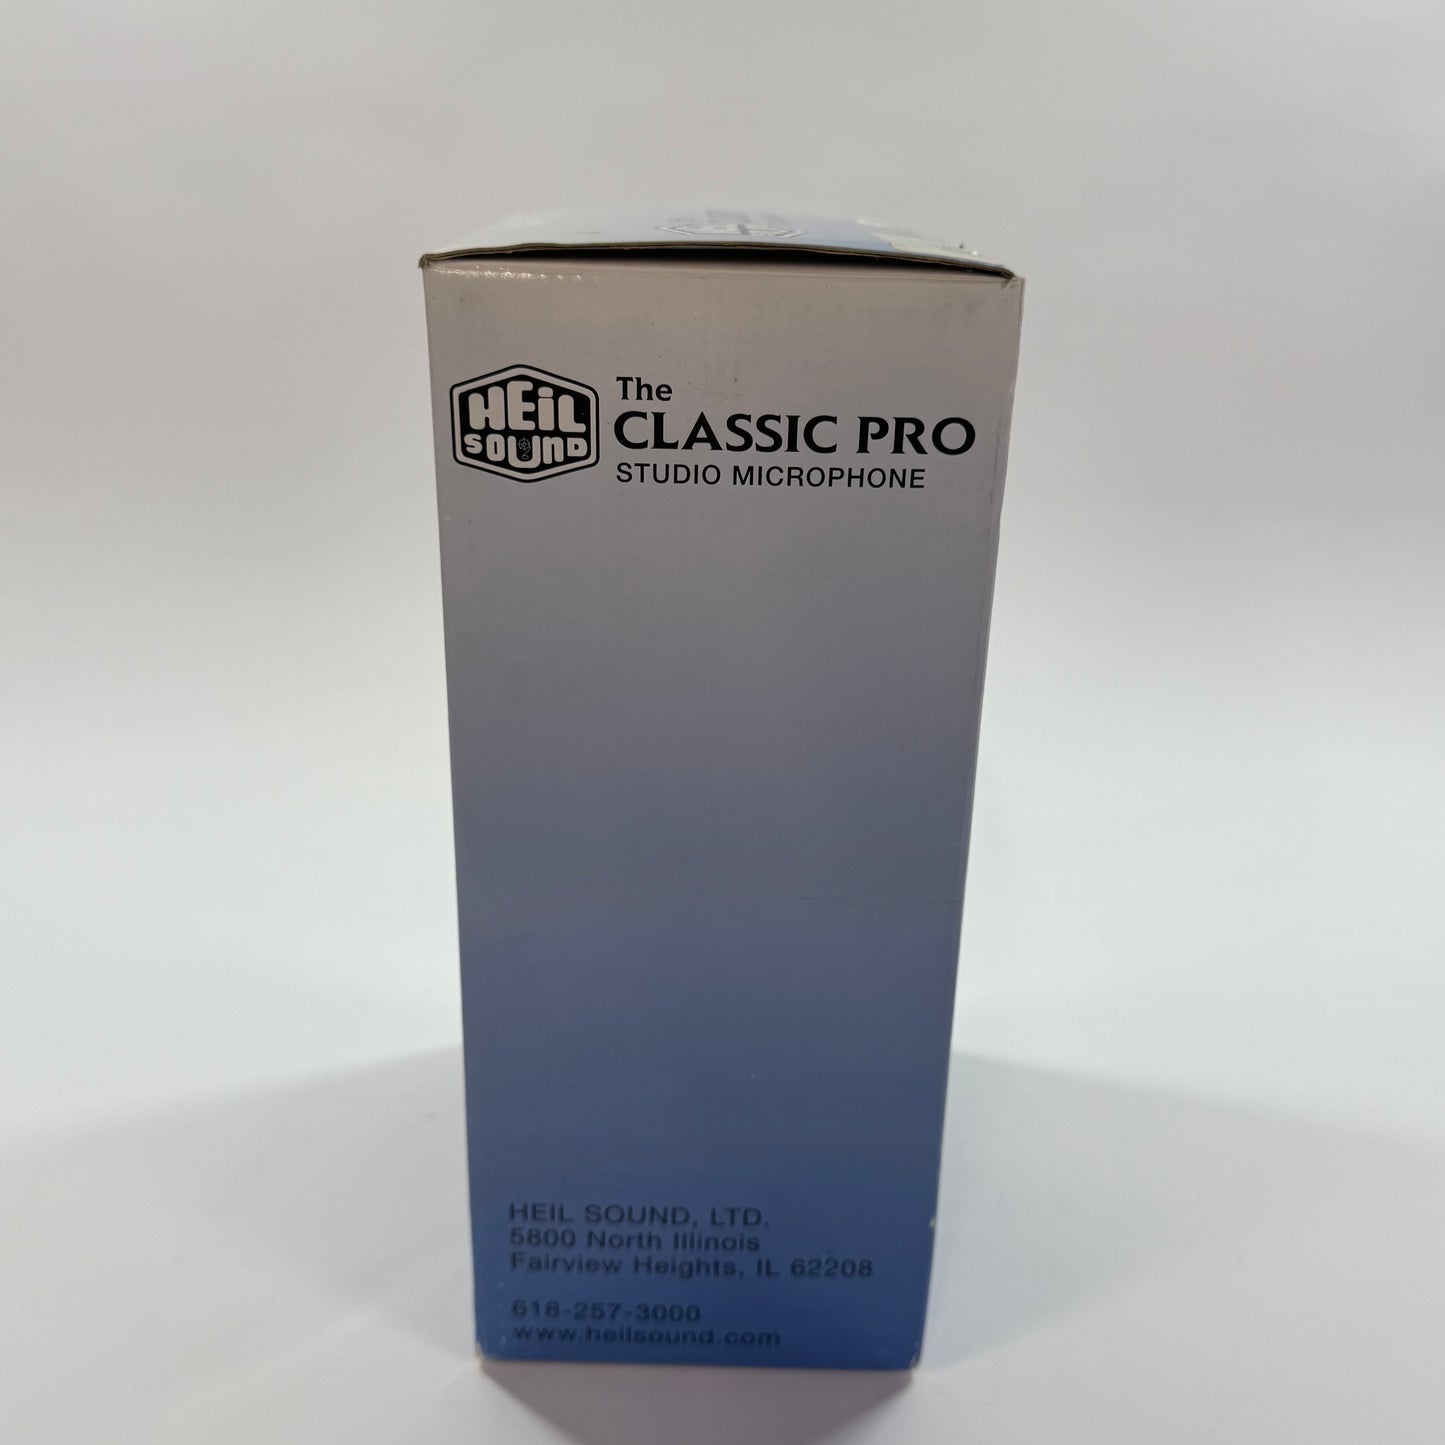 HEiL
SOUND
The
CLASSIC PRO
STUDIO MICROPHONE
HEIL SOUND, LTD.
5800 North Illinois
Fairview Heights, IL 62208
618-257-3000
www.heilsound.com